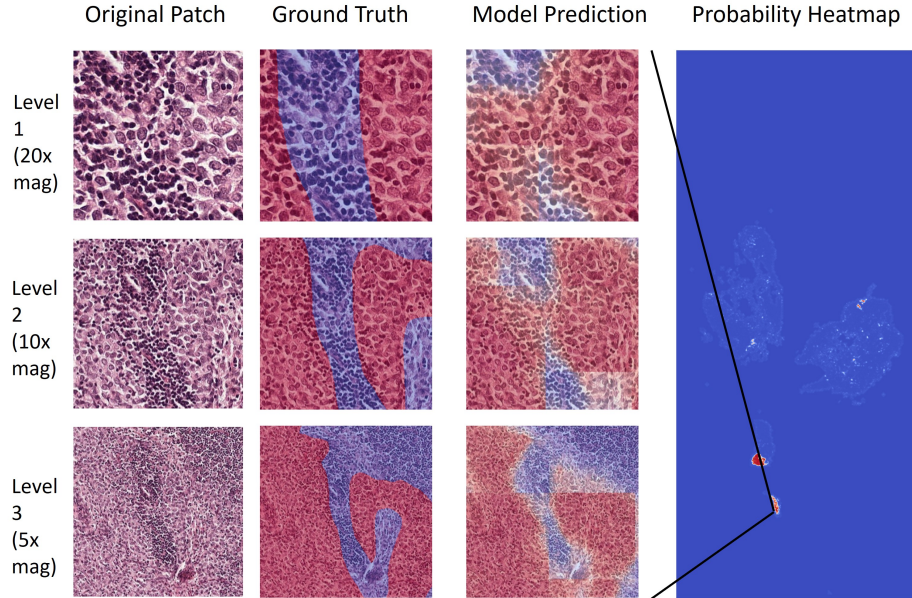 Original Patch
Ground Truth
Model Prediction
Probability Heatmap
Level
1
(20x
mag)
Level
2
(10x
mag)
Level
3
(5x
mag)